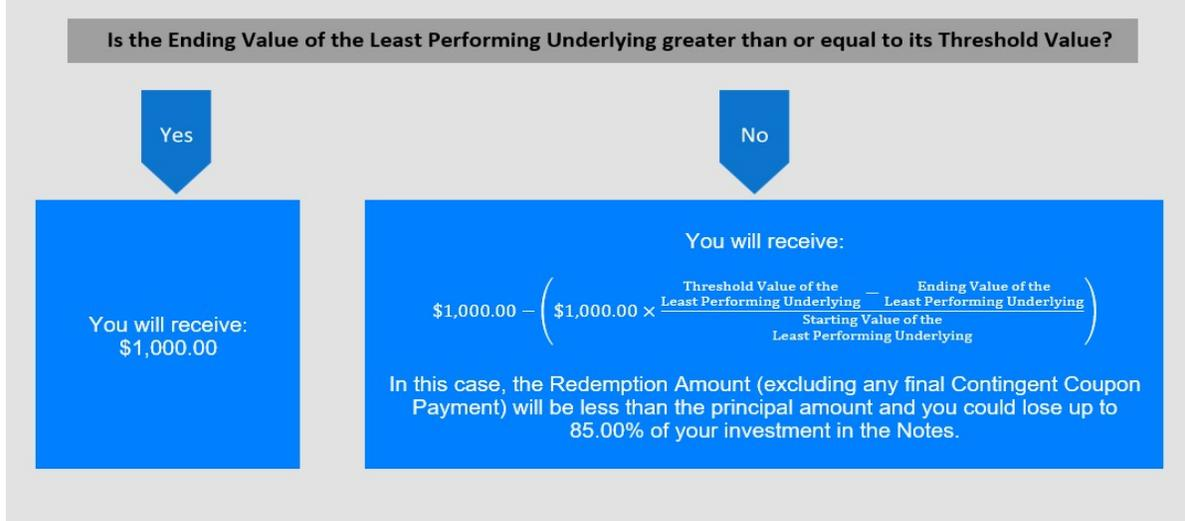 Is the Ending Value of the Least Performing Underlying greater than or equal to its Threshold Value?
Yes
No
You will receive:
$1,000.00
You will receive:
$1,000.00 − ($1,000.00 × (Threshold Value of the Least Performing Underlying − Ending Value of the Least Performing Underlying) / Starting Value of the Least Performing Underlying)
In this case, the Redemption Amount (excluding any final Contingent Coupon
Payment) will be less than the principal amount and you could lose up to
85.00% of your investment in the Notes.